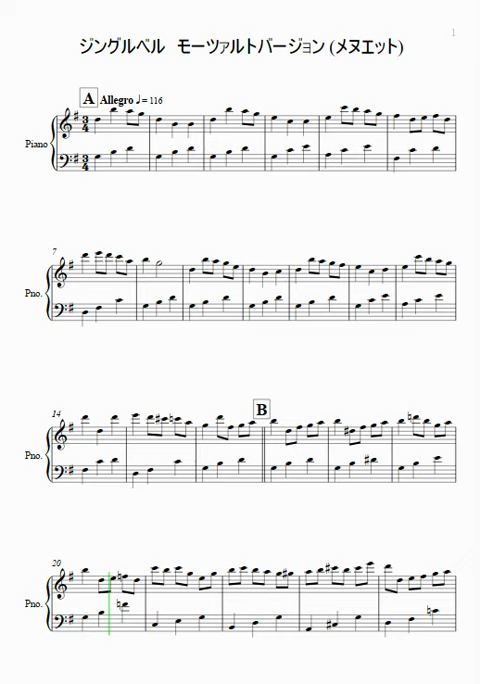 1
ジングルベル モーツァルトバージョン (メヌエット)
A Allegro ♩= 116
Piano
3 4
3 4
7
Pno.
14
B
Pno.
20
Pno.